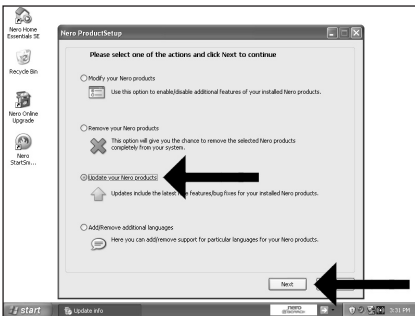 Nero Home
Essentials SE
Recycle Bin
Nero Online
Upgrade
Nero
StartSm...
Nero ProductSetup
Please select one of the actions and click Next to continue
Modify your Nero products
Use this option to enable/disable additional features of your installed Nero products.
Remove your Nero products
This option will give you the chance to remove the selected Nero products
completely from your system.
Update your Nero products
Updates include the latest features/bug fixes for your installed Nero products.
Add/Remove additional languages
Here you can add/remove support for particular languages for your Nero products.
Next
start
Update info
nero
SEARCH
3:31 PM